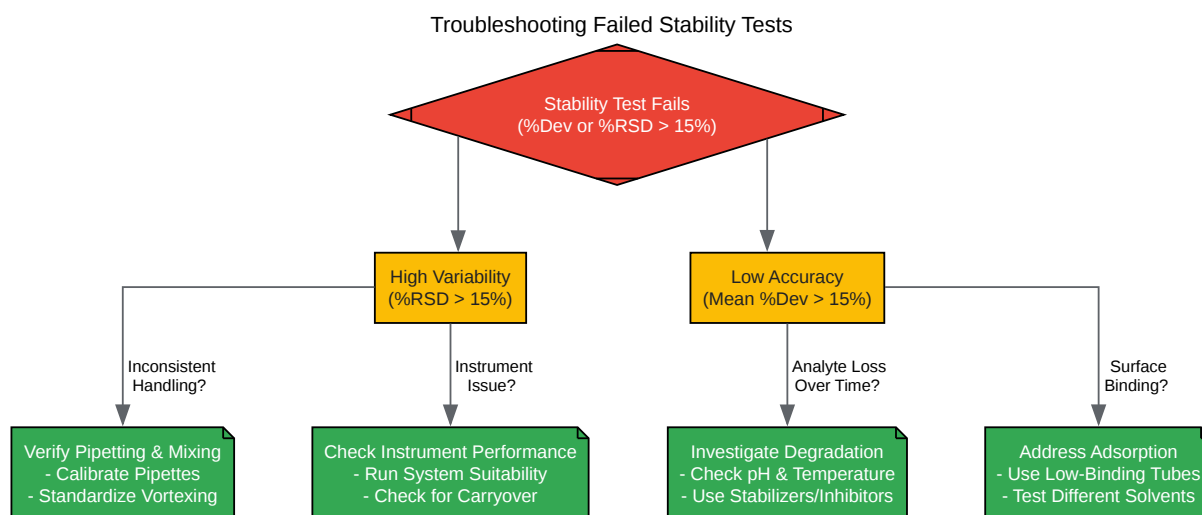 Troubleshooting Failed Stability Tests
Stability Test Fails
(%Dev or %RSD > 15%)
High Variability
(%RSD > 15%)
Low Accuracy
(Mean %Dev > 15%)
Inconsistent
Handling?
Instrument
Issue?
Analyte Loss
Over Time?
Surface
Binding?
Verify Pipetting & Mixing
- Calibrate Pipettes
- Standardize Vortexing
Check Instrument Performance
- Run System Suitability
- Check for Carryover
Investigate Degradation
- Check pH & Temperature
- Use Stabilizers/Inhibitors
Address Adsorption
- Use Low-Binding Tubes
- Test Different Solvents